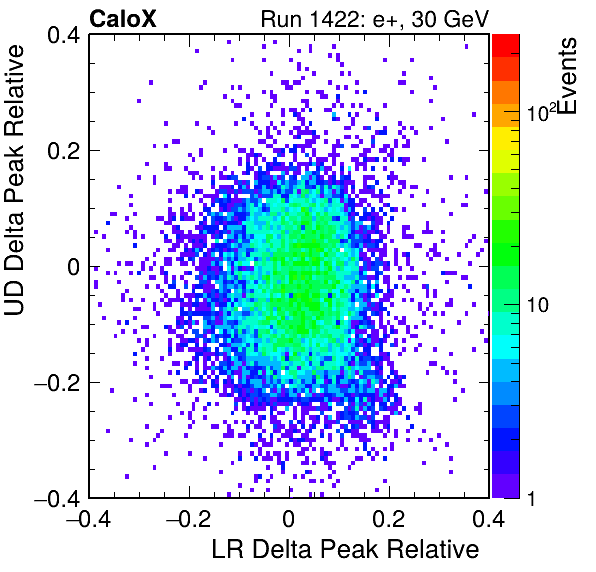 CaloX Run 1422: e+, 30 GeV
Events
UD Delta Peak Relative
0.4
0.2
0
−0.2
−0.4
−0.4 −0.2 0 0.2 0.4
LR Delta Peak Relative
10²
10
1